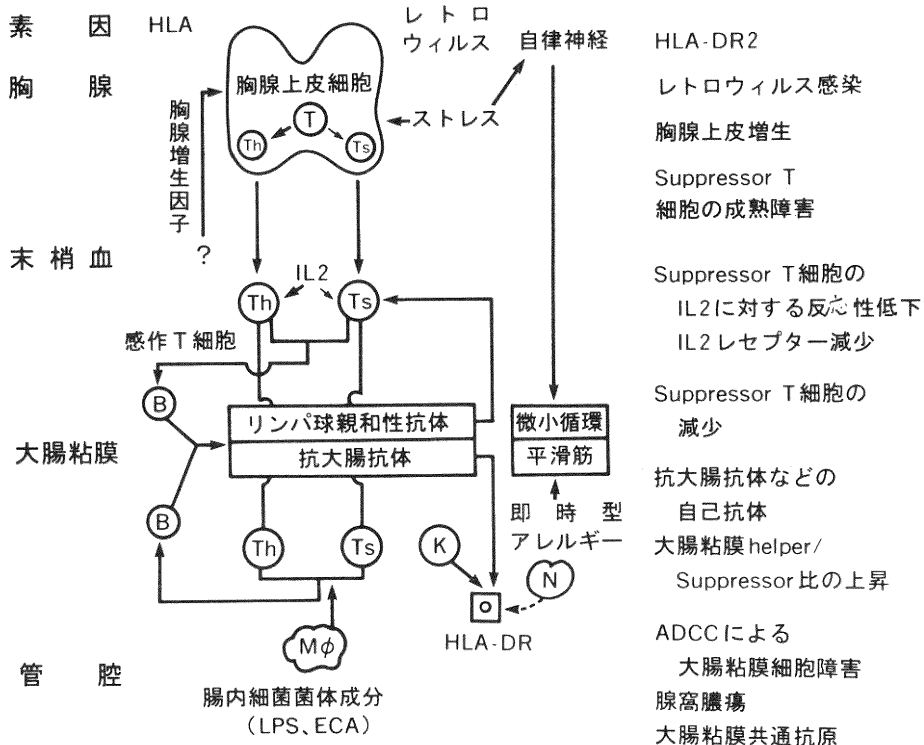 素因 HLA
レトロ
ウィルス
自律神経
HLA-DR2
胸腺
胸腺上皮細胞
T
Th
Ts
ストレス
レトロウィルス感染
胸腺増生因子
?
胸腺上皮増生
Suppressor T
細胞の成熟障害
末梢血
IL2
Th
Ts
Suppressor T細胞の
IL2に対する反応性低下
IL2レセプター減少
感作T細胞
B
リンパ球親和性抗体
抗大腸抗体
微小循環
平滑筋
Suppressor T細胞の
減少
大腸粘膜
B
Th
Ts
K
N
即時型
アレルギー
抗大腸抗体などの
自己抗体
大腸粘膜helper/
Suppressor比の上昇
HLA-DR
Mφ
管腔
腸内細菌菌体成分
(LPS、ECA)
ADCCによる
大腸粘膜細胞障害
腺窩膿瘍
大腸粘膜共通抗原